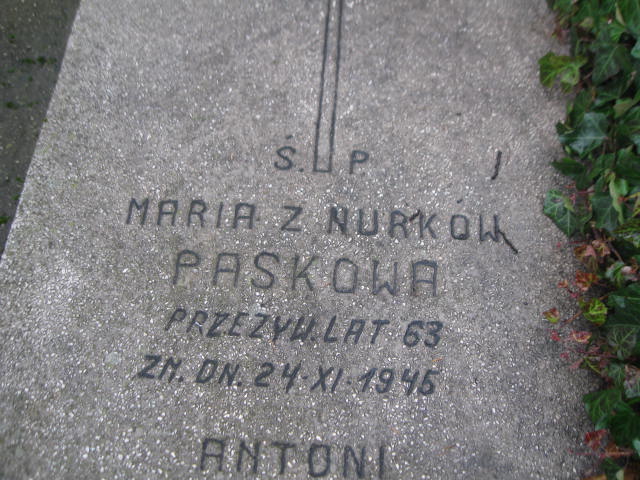 Ś. P
MARIA Z NURKÓW
PASKOWA
PRZEŻYW. LAT 63
ZM. DN. 24-XI-1945
ANTONI